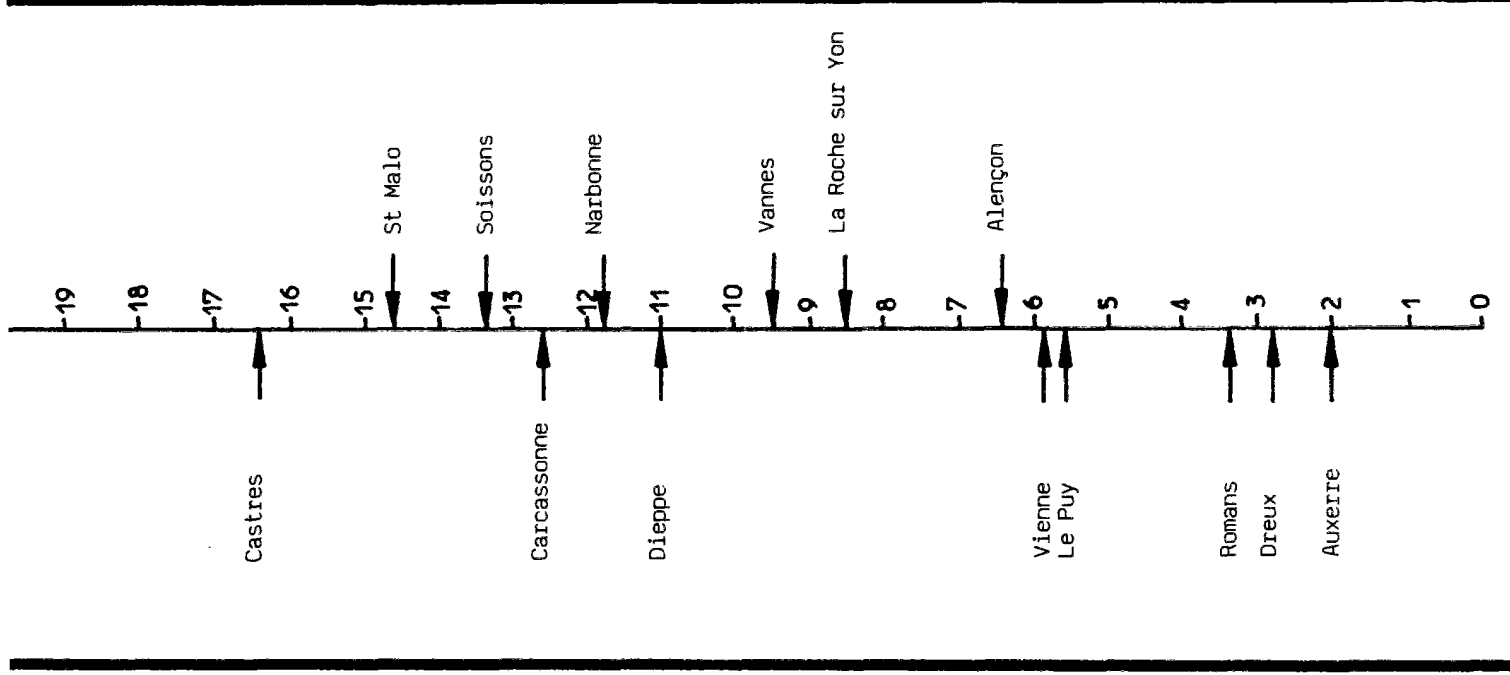 19
18
17
Castres
16
15
St Malo
14
Soissons
13
Carcassonne
12
Narbonne
Dieppe
11
10
Vannes
9
La Roche sur Yon
8
7
Alençon
6
Vienne
Le Puy
5
4
Romans
3
Dreux
Auxerre
2
1
0